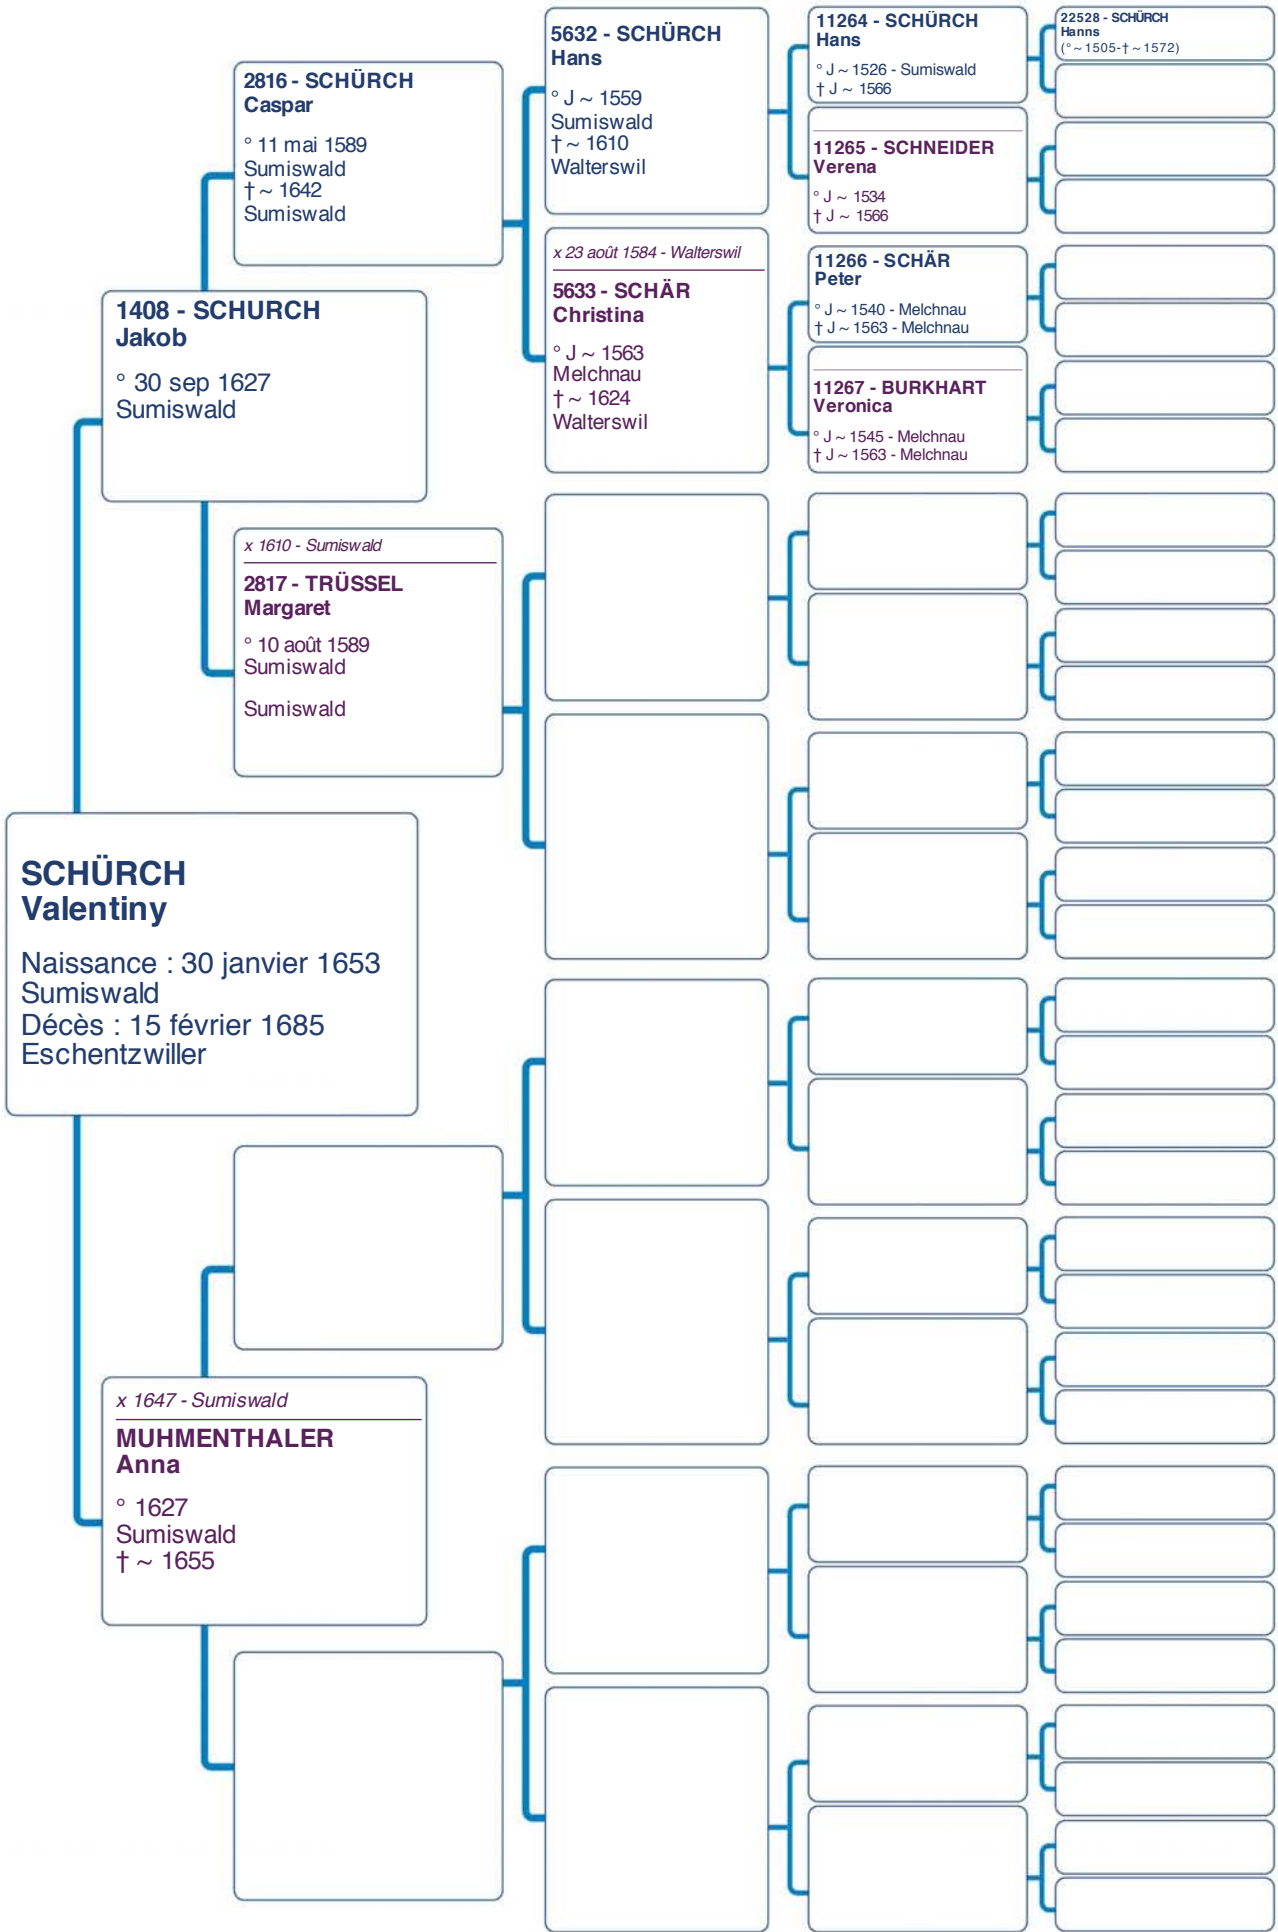 2816 - SCHÜRCH
Caspar
° 11 mai 1589
Sumiswald
† ~ 1642
Sumiswald
1408 - SCHURCH
Jakob
° 30 sep 1627
Sumiswald
x 1610 - Sumiswald
2817 - TRÜSSEL
Margaret
° 10 août 1589
Sumiswald
Sumiswald
SCHÜRCH
Valentiny
Naissance : 30 janvier 1653
Sumiswald
Décès : 15 février 1685
Eschentzwiller
x 1647 - Sumiswald
MUHMENTHALER
Anna
° 1627
Sumiswald
† ~ 1655
5632 - SCHÜRCH
Hans
° J ~ 1559
Sumiswald
† ~ 1610
Walterswil
x 23 août 1584 - Walterswil
5633 - SCHÄR
Christina
° J ~ 1563
Melchnau
† ~ 1624
Walterswil
11264 - SCHÜRCH
Hans
° J ~ 1526 - Sumiswald
† J ~ 1566
11265 - SCHNEIDER
Verena
° J ~ 1534
† J ~ 1566
11266 - SCHÄR
Peter
° J ~ 1540 - Melchnau
† J ~ 1563 - Melchnau
11267 - BURKHART
Veronica
° J ~ 1545 - Melchnau
† J ~ 1563 - Melchnau
22528 - SCHÜRCH
Hanns
(° ~ 1505-† ~ 1572)